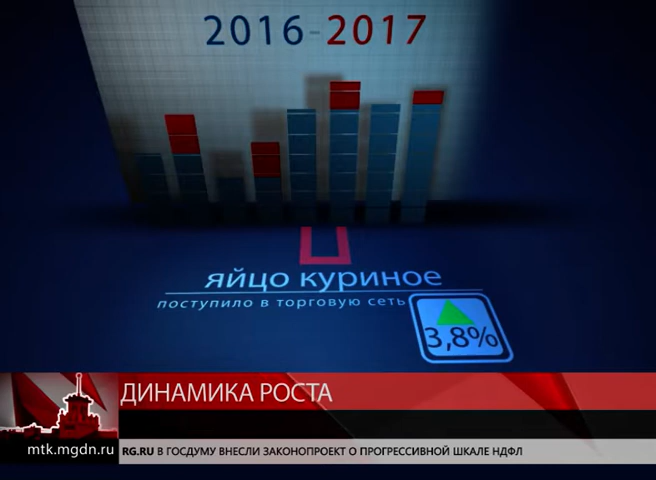 2016-2017
яйцо куриное
поступило в торговую сеть
3,8%
ДИНАМИКА РОСТА
mtk.mgdn.ru
RG.RU В ГОСДУМУ ВНЕСЛИ ЗАКОНОПРОЕКТ О ПРОГРЕССИВНОЙ ШКАЛЕ НДФЛ